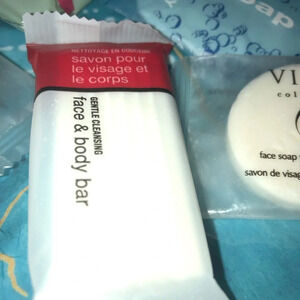 NETTOYAGE EN DOUCEUR
savon pour
le visage et
le corps
GENTLE CLEANSING
face & body bar
soap
VI
col
face soap
savon de visag